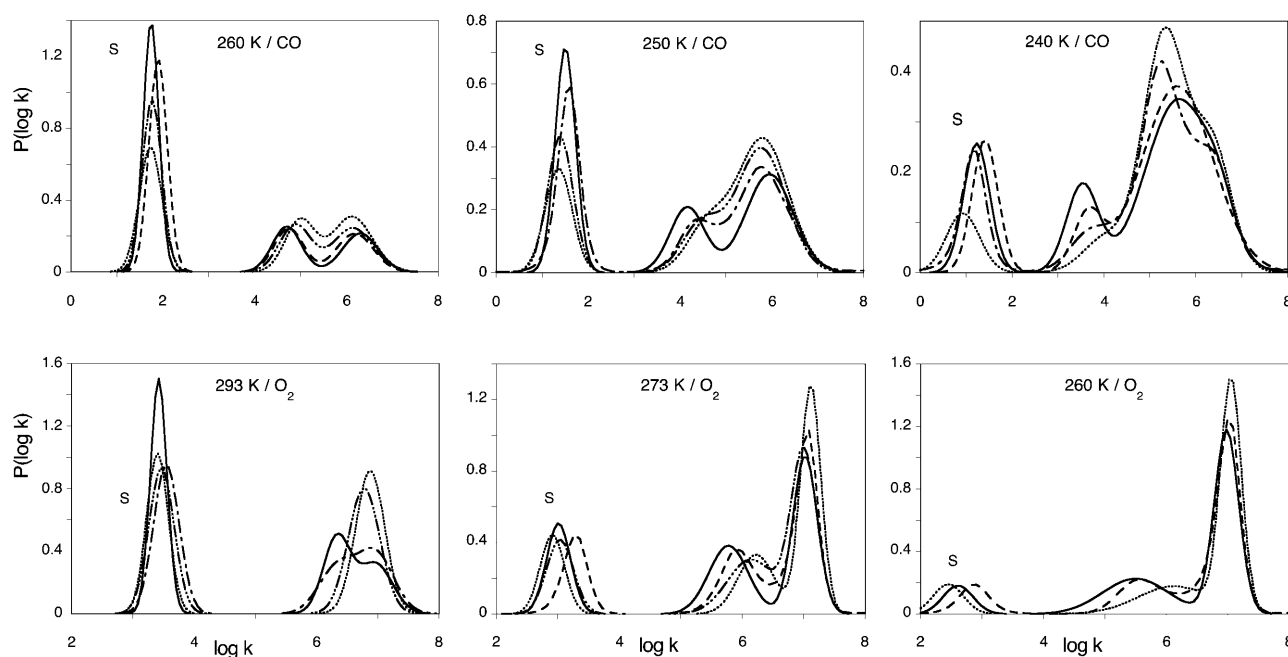 260 K / CO
250 K / CO
240 K / CO
S
S
S
P(log k)
1.2
0.8
0.4
0
0.8
0.6
0.4
0.2
0
0.4
0.2
0
0 2 4 6 8
0 2 4 6 8
0 2 4 6 8
293 K / O2
273 K / O2
260 K / O2
S
S
S
P(log k)
1.6
1.2
0.8
0.4
0
1.2
0.8
0.4
0
1.6
1.2
0.8
0.4
0
2 4 6 8
2 4 6 8
2 4 6 8
log k
log k
log k